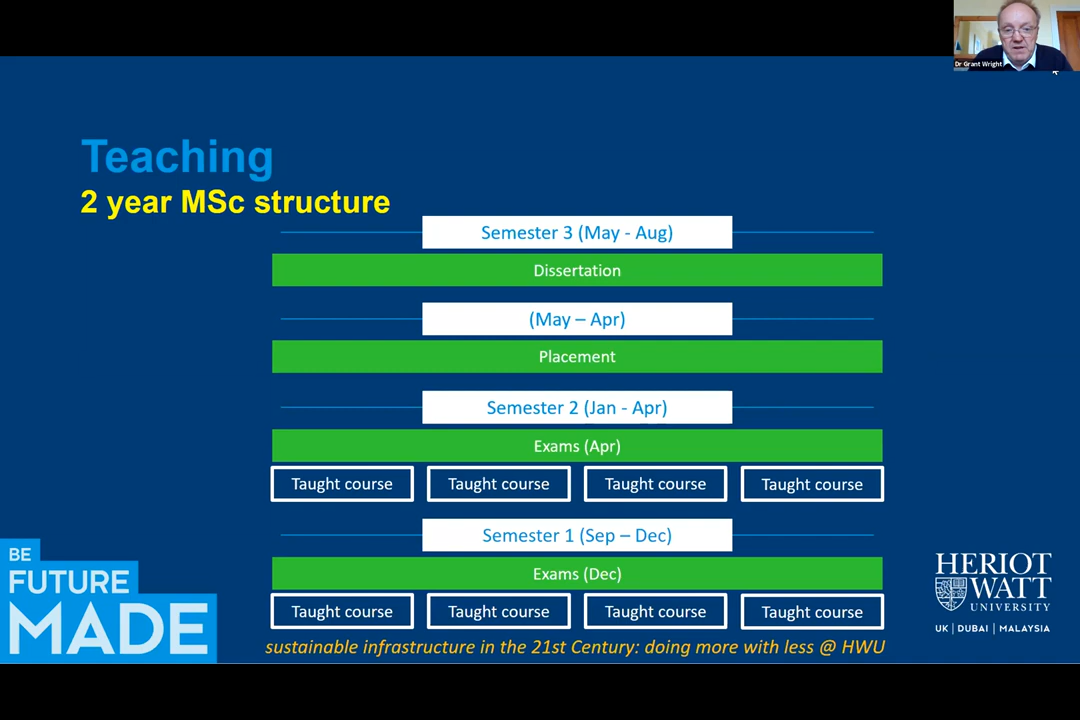 Dr Grant Wright
Teaching
2 year MSc structure
Semester 3 (May - Aug)
Dissertation
(May – Apr)
Placement
Semester 2 (Jan - Apr)
Exams (Apr)
Taught course Taught course Taught course Taught course
Semester 1 (Sep – Dec)
Exams (Dec)
Taught course Taught course Taught course Taught course
sustainable infrastructure in the 21st Century: doing more with less @ HWU
BE
FUTURE
MADE
HERIOT
WATT
UNIVERSITY
UK | DUBAI | MALAYSIA